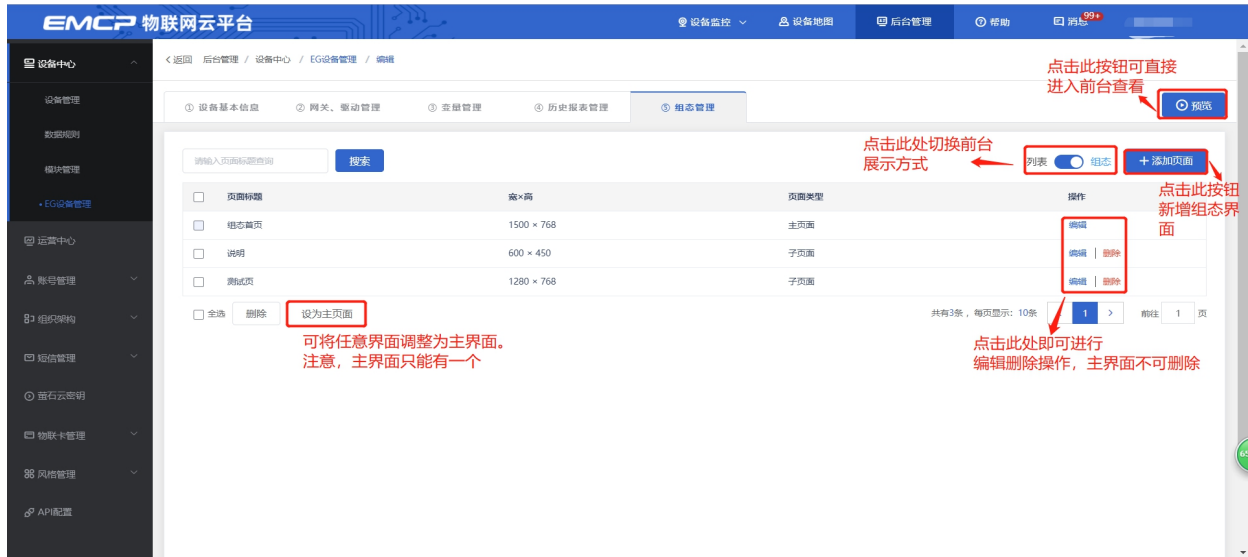 EMCP 物联网云平台
设备监控 设备地图 后台管理 帮助 消息 99+
设备中心
设备管理
数据规则
模块管理
EG设备管理
运营中心
账号管理
组织架构
短信管理
萤石云密钥
物联卡管理
风格管理
API配置
返回 后台管理 / 设备中心 / EG设备管理 / 编辑
① 设备基本信息 ② 网关、驱动管理 ③ 变量管理 ④ 历史报表管理 ⑤ 组态管理
点击此按钮可直接
进入前台查看
预览
请输入页面标题查询 搜索
点击此处切换前台
展示方式
列表 组态 +添加页面
点击此按钮
新增组态界
面
页面标题 宽×高 页面类型 操作
组态首页 1500 × 768 主页面 编辑
说明 600 × 450 子页面 编辑 | 删除
测试页 1280 × 768 子页面 编辑 | 删除
全选 删除 设为主页面 共有3条，每页显示: 10条 1 > 前往 1 页
可将任意界面调整为主界面。
注意，主界面只能有一个
点击此处即可进行
编辑删除操作，主界面不可删除